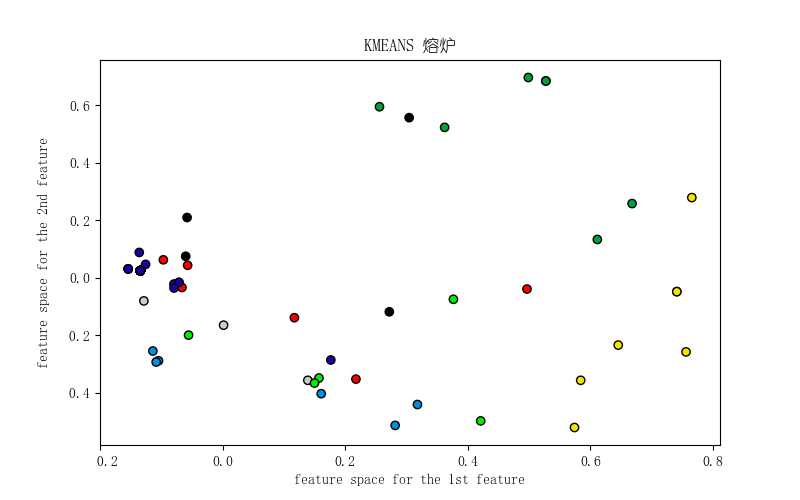 KMEANS 熔炉
feature space for the 2nd feature
0.6
0.4
0.2
0.0
0.2
0.4
0.2 0.0 0.2 0.4 0.6 0.8
feature space for the 1st feature